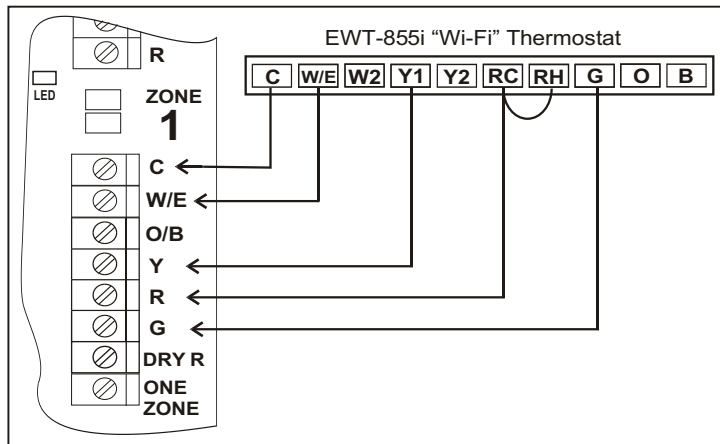 R
LED
ZONE
1
C
W/E
O/B
Y
R
G
DRY R
ONE
ZONE
EWT-855i “Wi-Fi” Thermostat
C W/E W2 Y1 Y2 RC RH G O B